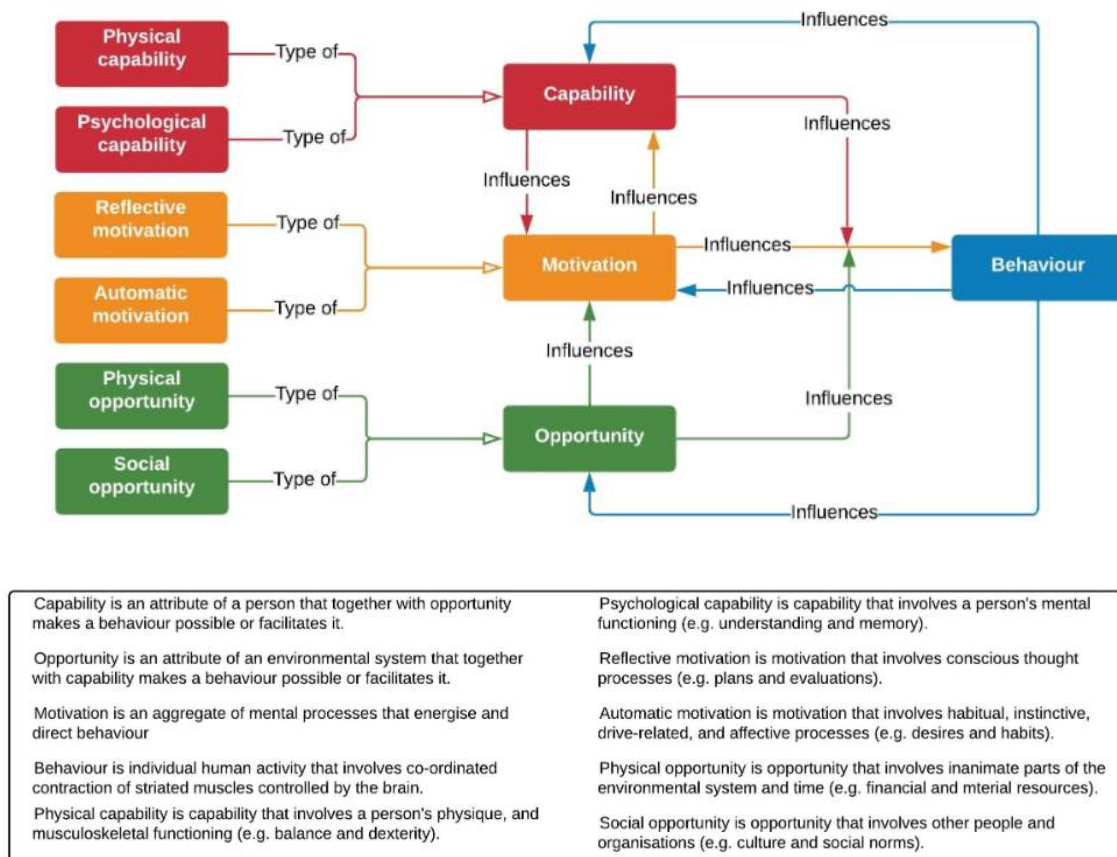 Influences
Physical
capability
Type of
Capability
Influences
Psychological
capability
Type of
Influences
Influences
Reflective
motivation
Type of
Motivation
Influences
Behaviour
Automatic
motivation
Type of
Influences
Influences
Physical
opportunity
Type of
Influences
Opportunity
Social
opportunity
Type of
Influences
Capability is an attribute of a person that together with opportunity
makes a behaviour possible or facilitates it.
Opportunity is an attribute of an environmental system that together
with capability makes a behaviour possible or facilitates it.
Motivation is an aggregate of mental processes that energise and
direct behaviour
Behaviour is individual human activity that involves co-ordinated
contraction of striated muscles controlled by the brain.
Physical capability is capability that involves a person's physique, and
musculoskeletal functioning (e.g. balance and dexterity).
Psychological capability is capability that involves a person's mental
functioning (e.g. understanding and memory).
Reflective motivation is motivation that involves conscious thought
processes (e.g. plans and evaluations).
Automatic motivation is motivation that involves habitual, instinctive,
drive-related, and affective processes (e.g. desires and habits).
Physical opportunity is opportunity that involves inanimate parts of the
environmental system and time (e.g. financial and mterial resources).
Social opportunity is opportunity that involves other people and
organisations (e.g. culture and social norms).